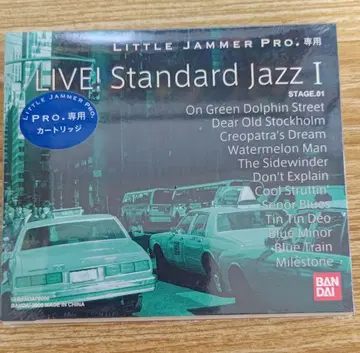 LITTLE JAMMER PRO. 専用
LIVE! Standard Jazz I
STAGE.01
LITTLE JAMMER PRO.
PRO. 専用
カートリッジ
On Green Dolphin Street
Dear Old Stockholm
Creopatra's Dream
Watermelon Man
The Sidewinder
Don't Explain
Cool Struttin'
Senor Blues
Tin Tin Deo
Blue Minor
Blue Train
Milestone
BANDAI
MADE IN CHINA